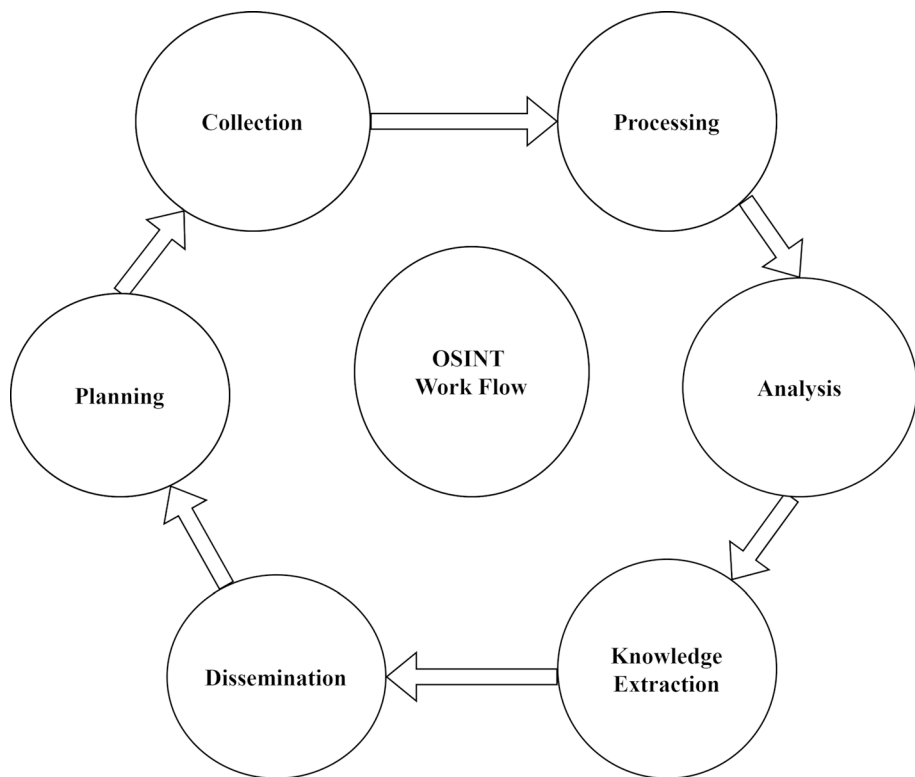 Collection
Processing
OSINT
Work Flow
Planning
Analysis
Knowledge
Extraction
Dissemination